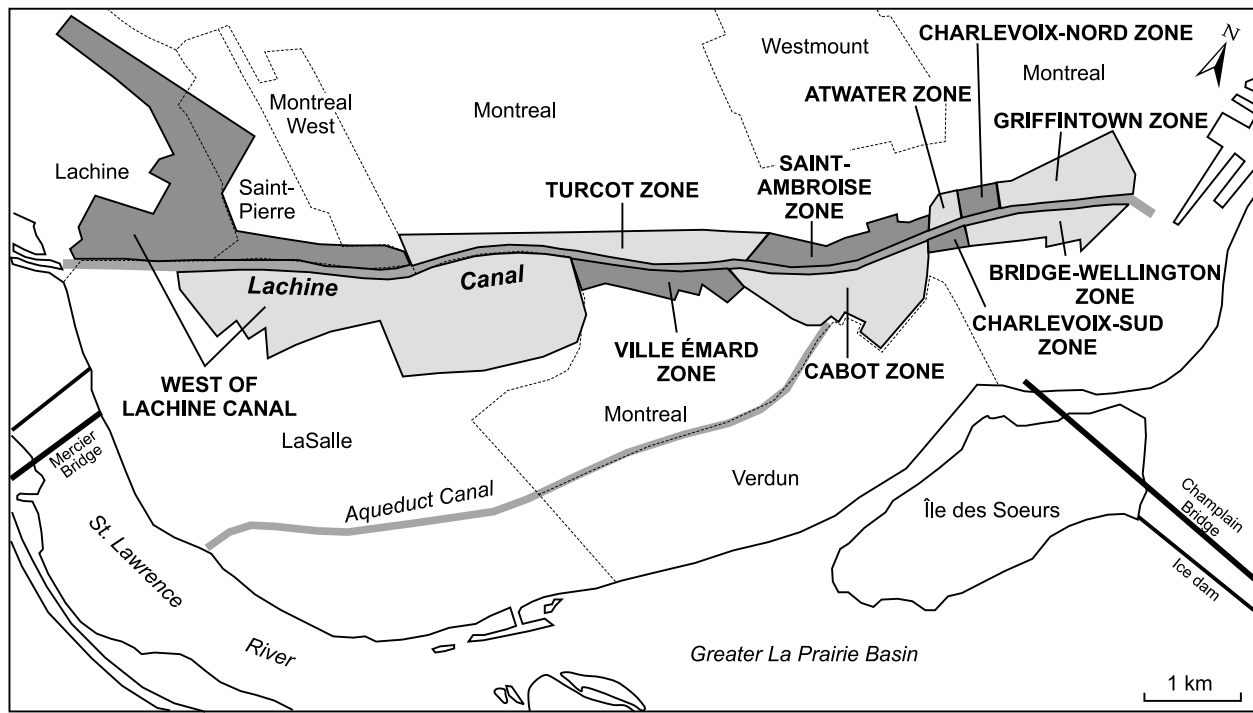 CHARLEVOIX-NORD ZONE
N
Westmount
Montreal
ATWATER ZONE
Montreal
West
Montreal
GRIFFINTOWN ZONE
Lachine
SAINT-
AMBROISE
ZONE
Saint-
Pierre
TURCOT ZONE
Lachine Canal
BRIDGE-WELLINGTON
ZONE
CHARLEVOIX-SUD
ZONE
VILLE ÉMARD
ZONE
CABOT ZONE
WEST OF
LACHINE CANAL
Montreal
LaSalle
Mercier
Bridge
Verdun
Aqueduct Canal
Île des Soeurs
Champlain
Bridge
Ice dam
St. Lawrence
River
Greater La Prairie Basin
1 km